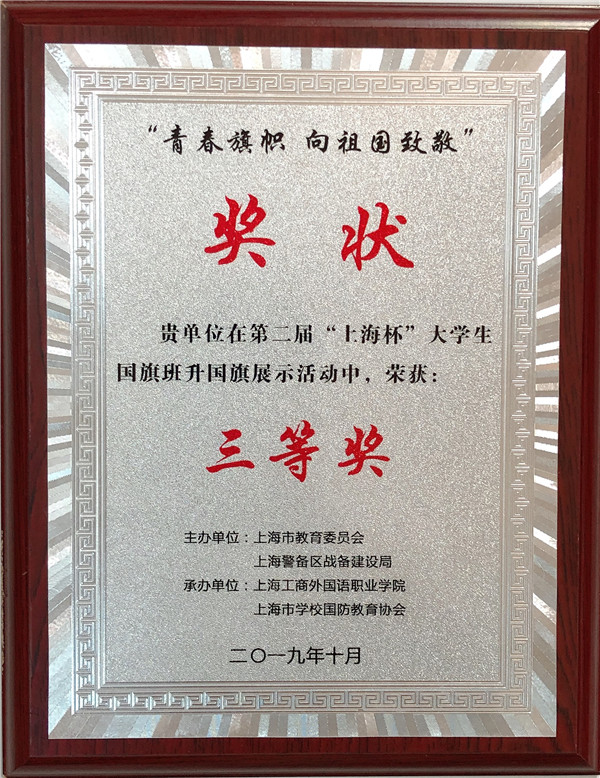 “青春旗帜 向祖国致敬”
奖 状
贵单位在第二届“上海杯”大学生
国旗班升国旗展示活动中，荣获：
三等奖
主办单位：上海市教育委员会
上海警备区战备建设局
承办单位：上海工商外国语职业学院
上海市学校国防教育协会
二〇一九年十月